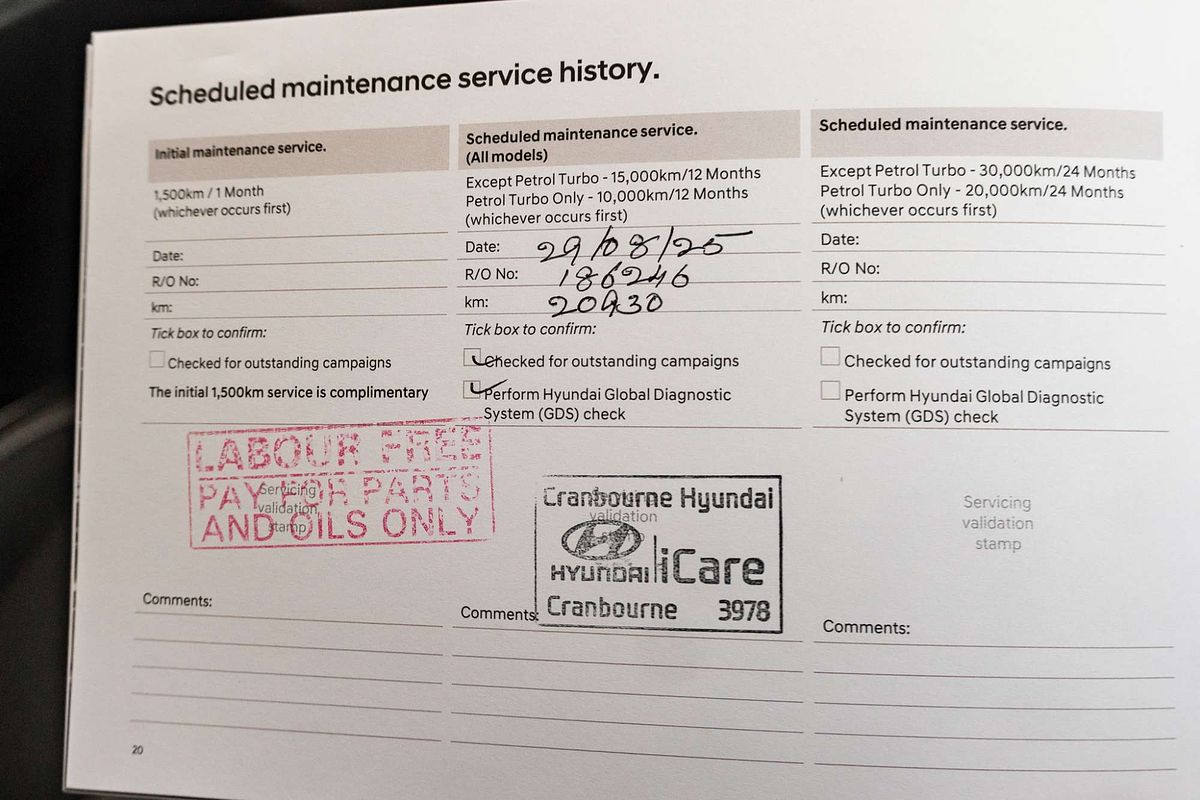 Scheduled maintenance service history.
Initial maintenance service.
1,500km / 1 Month
(whichever occurs first)
Date:
R/O No:
km:
Tick box to confirm:
Checked for outstanding campaigns
The initial 1,500km service is complimentary
LABOUR FREE
PAY FOR PARTS
AND OILS ONLY
Servicing
validation
stamp
Comments:
Scheduled maintenance service.
(All models)
Except Petrol Turbo - 15,000km/12 Months
Petrol Turbo Only - 10,000km/12 Months
(whichever occurs first)
Date: 29/08/25
R/O No: 186246
km:
Tick box to confirm:
Checked for outstanding campaigns
Perform Hyundai Global Diagnostic
System (GDS) check
Cranbourne Hyundai
validation
HYUNDAI iCare
Cranbourne 3978
Comments:
Scheduled maintenance service.
Except Petrol Turbo - 30,000km/24 Months
Petrol Turbo Only - 20,000km/24 Months
(whichever occurs first)
Date:
R/O No:
km:
Tick box to confirm:
Checked for outstanding campaigns
Perform Hyundai Global Diagnostic
System (GDS) check
Servicing
validation
stamp
Comments:
20